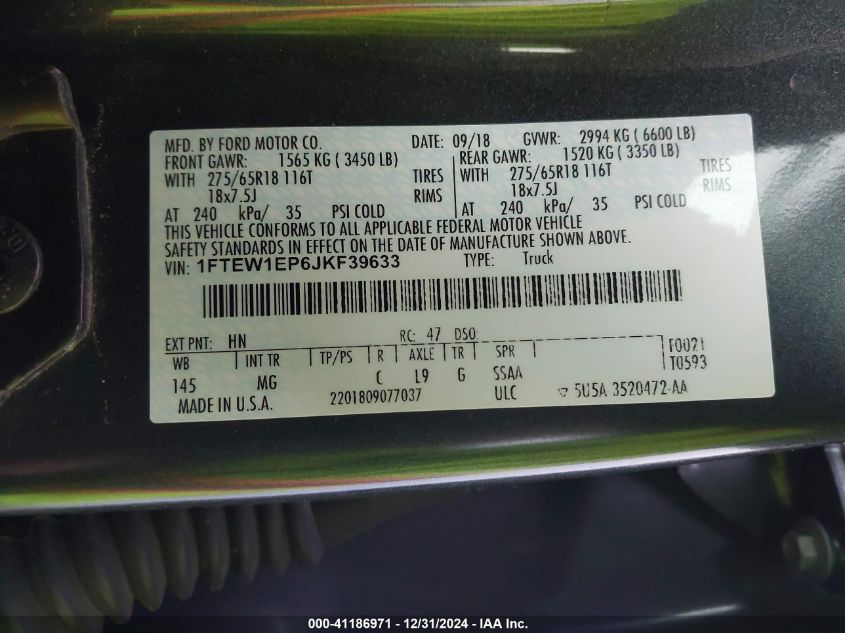 MFD. BY FORD MOTOR CO. DATE: 09/18 GVWR: 2994 KG ( 6600 LB)
FRONT GAWR: 1565 KG ( 3450 LB) REAR GAWR: 1520 KG ( 3350 LB)
WITH 275/65R18 116T TIRES WITH 275/65R18 116T TIRES
18x7.5J RIMS 18x7.5J RIMS
AT 240 kPa/ 35 PSI COLD AT 240 kPa/ 35 PSI COLD
THIS VEHICLE CONFORMS TO ALL APPLICABLE FEDERAL MOTOR VEHICLE
SAFETY STANDARDS IN EFFECT ON THE DATE OF MANUFACTURE SHOWN ABOVE.
VIN: 1FTEW1EP6JKF39633 TYPE: Truck
EXT PNT: HN RC: 47 DSO:
WB INT TR TP/PS R AXLE TR SPR F0021
145 MG C L9 G SSAA T0593
MADE IN U.S.A. 2201809077037 ULC 5U5A 3520472-AA
000-41186971 - 12/31/2024 - IAA Inc.